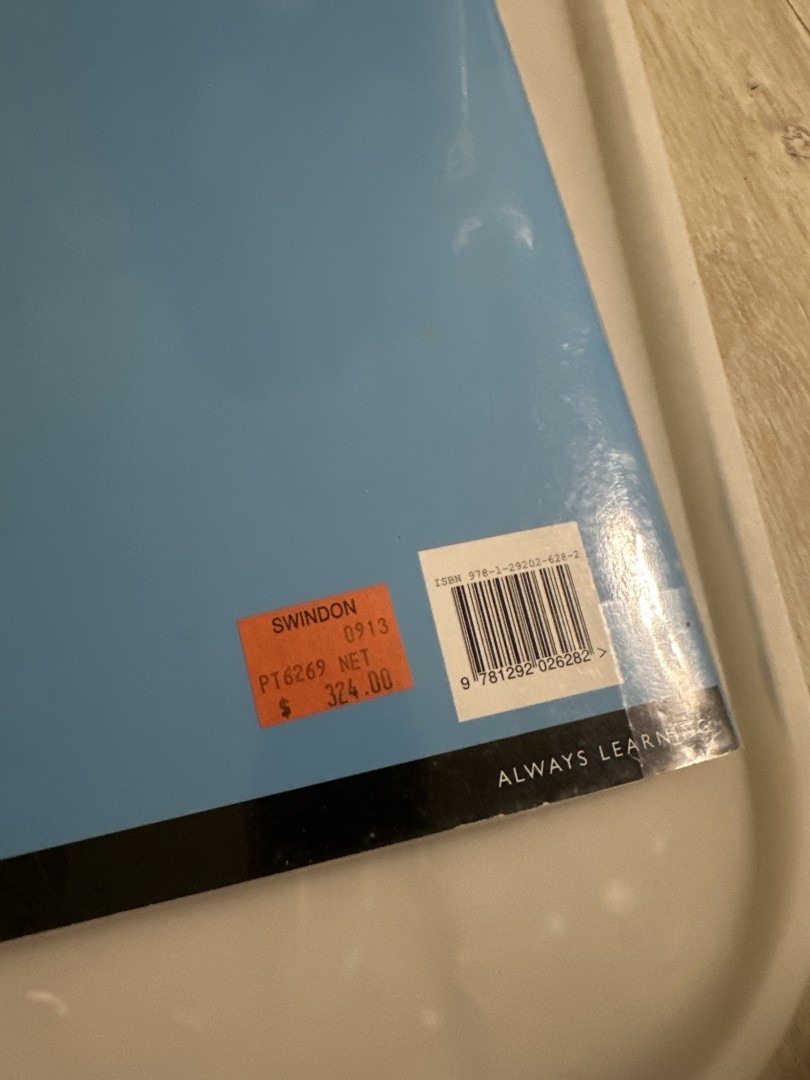 SWINDON
0913
PT6269 NET
$ 324.00
ISBN 978-1-29202-628-2
9 781292 026282 >
ALWAYS LEARNING